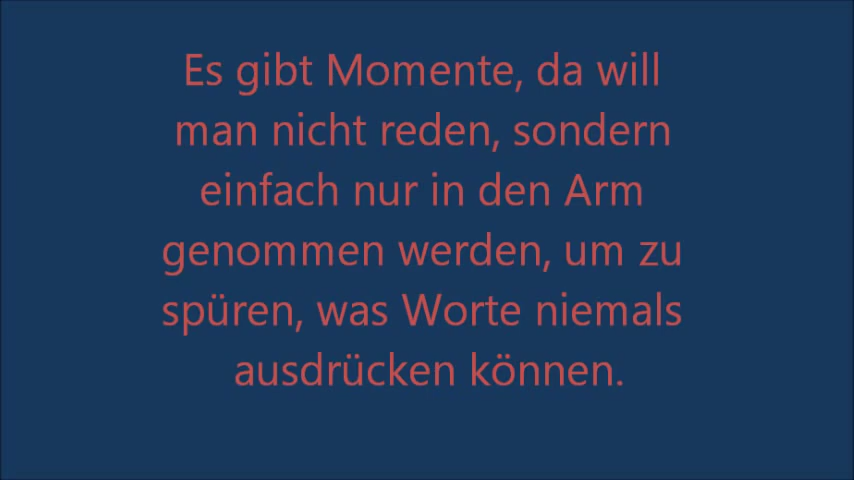 Es gibt Momente, da will
man nicht reden, sondern
einfach nur in den Arm
genommen werden, um zu
spüren, was Worte niemals
ausdrücken können.